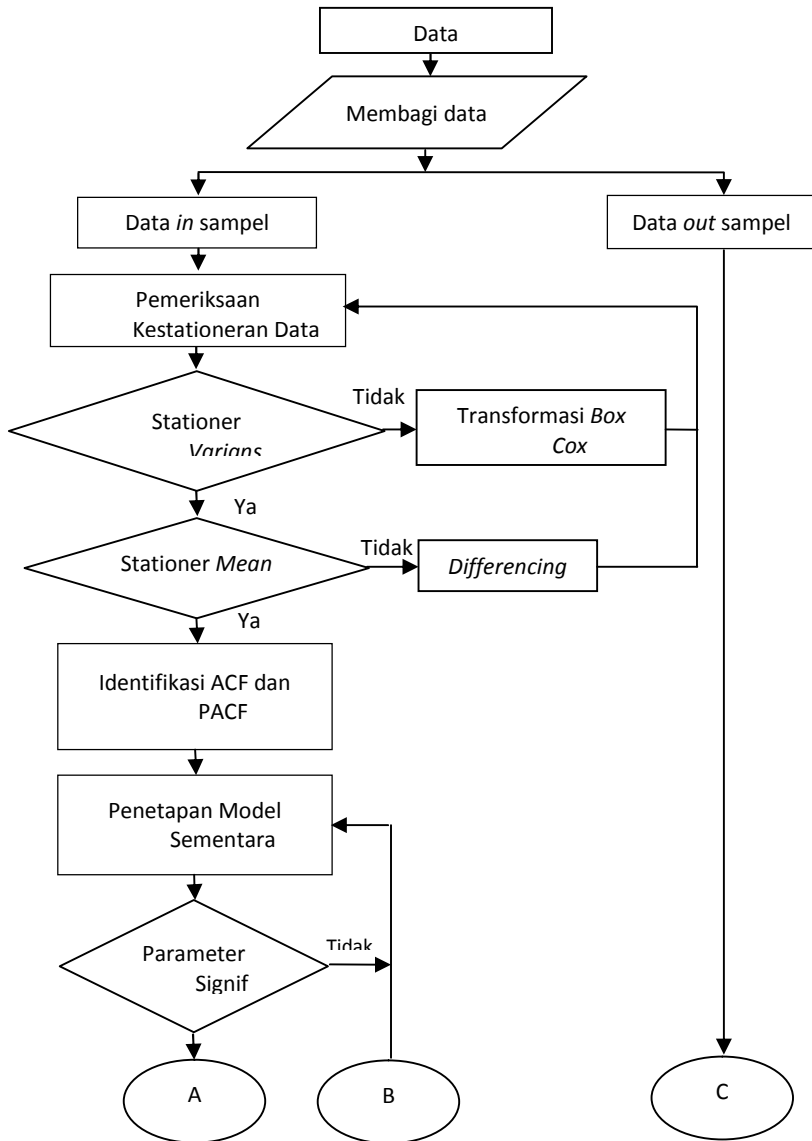 Data
Membagi data
Data in sampel
Data out sampel
Pemeriksaan
Kestationeran Data
Stationer
Varians
Tidak
Transformasi Box
Cox
Ya
Stationer Mean
Tidak
Differencing
Ya
Identifikasi ACF dan
PACF
Penetapan Model
Sementara
Parameter
Signif
Tidak
A
B
C